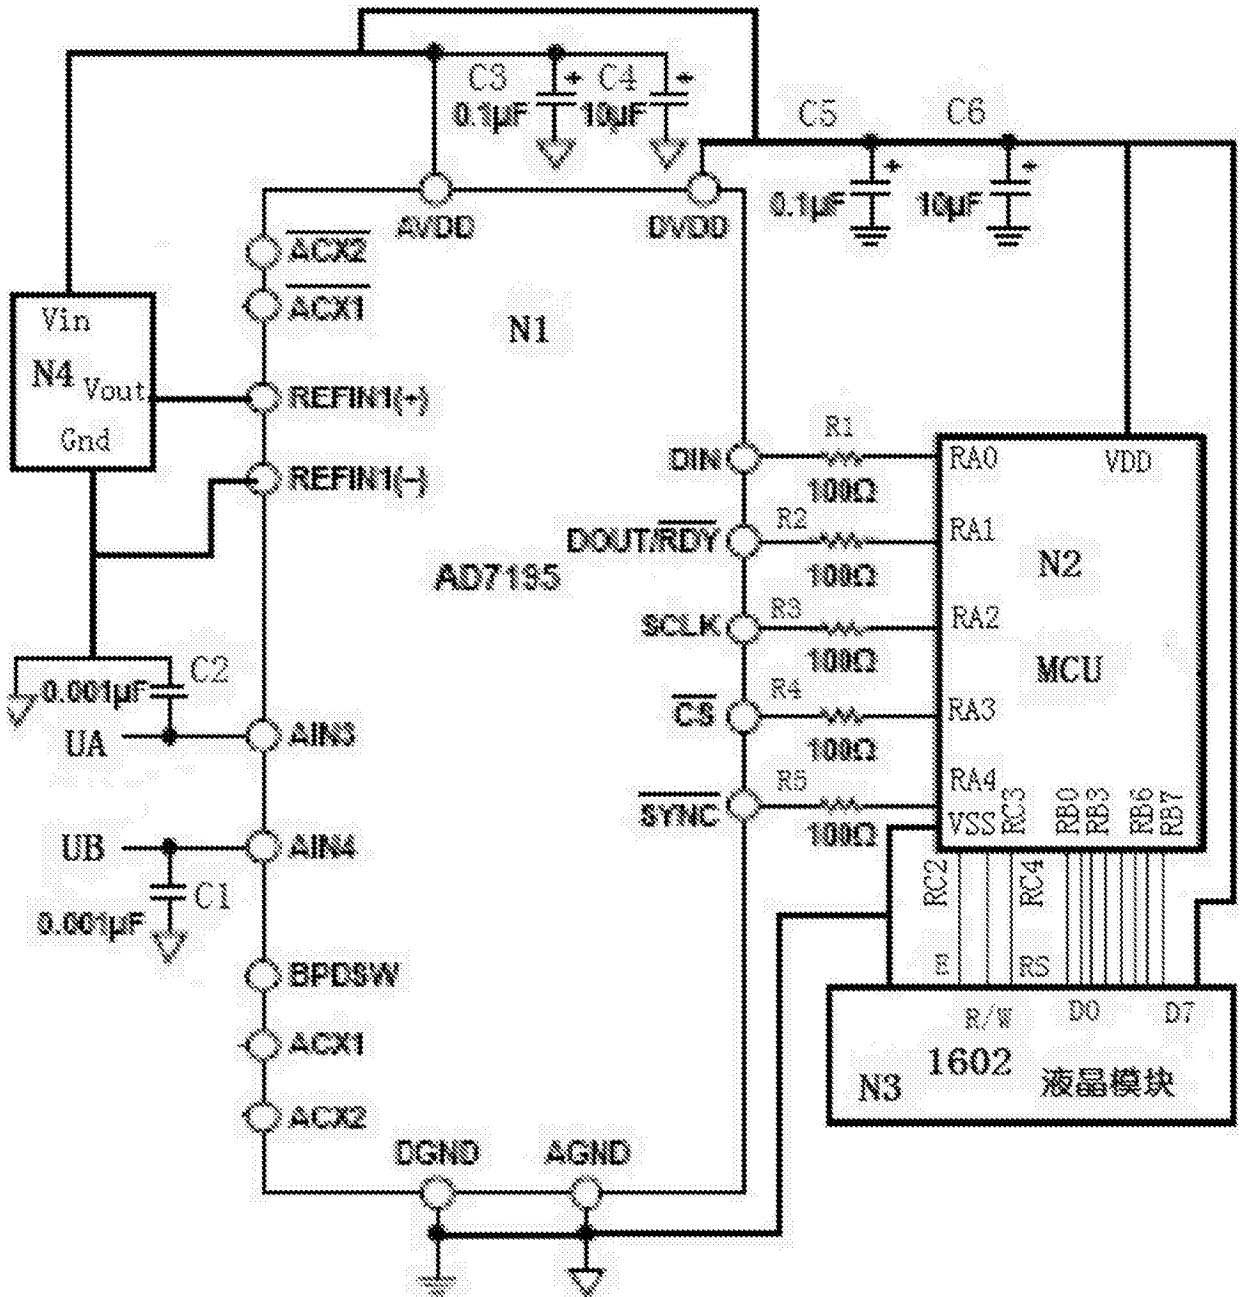 C3
0.1μF
C4
10μF
C5
0.1μF
C6
10μF
AVDD
DVDD
ACX2
ACX1
N1
Vin
N4
Vout
Gnd
REFIN1(+)
REFIN1(−)
AD7195
DIN
R1
100Ω
RA0
VDD
DOUT/RDY
R2
100Ω
RA1
N2
SCLK
R3
100Ω
RA2
MCU
CS
R4
100Ω
RA3
SYNC
R5
100Ω
RA4
VSS
RC3
RB0
RB3
RB6
RB7
C2
0.001μF
UA
AIN3
UB
AIN4
C1
0.001μF
RC2
RC4
E
RS
R/W
D0
D7
N3
1602
液晶模块
BPDSW
ACX1
ACX2
DGND
AGND